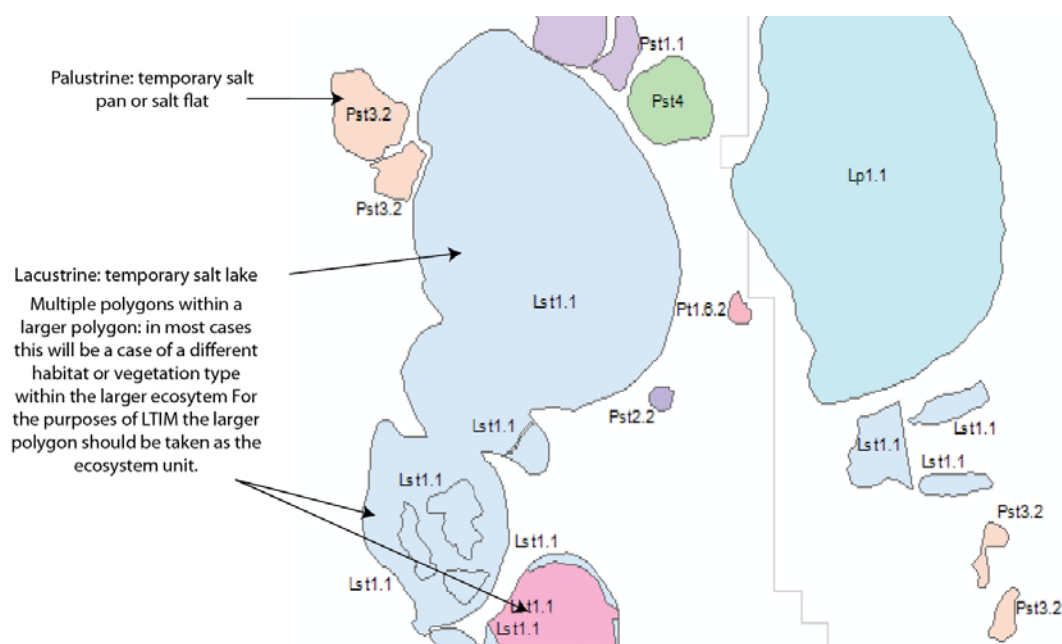 Palustrine: temporary salt
pan or salt flat
Pst3.2
Pst3.2
Pst1.1
Pst4
Lp1.1
Lacustrine: temporary salt lake
Multiple polygons within a
larger polygon: in most cases
this will be a case of a different
habitat or vegetation type
within the larger ecosytem For
the purposes of LTIM the larger
polygon should be taken as the
ecosystem unit.
Lst1.1
Pt1.6.2
Pst2.2
Lst1.1
Lst1.1
Lst1.1
Lst1.1
Lst1.1
Lst1.1
Lst1.1
Lst1.1
Lst1.1
Pst3.2
Pst3.2